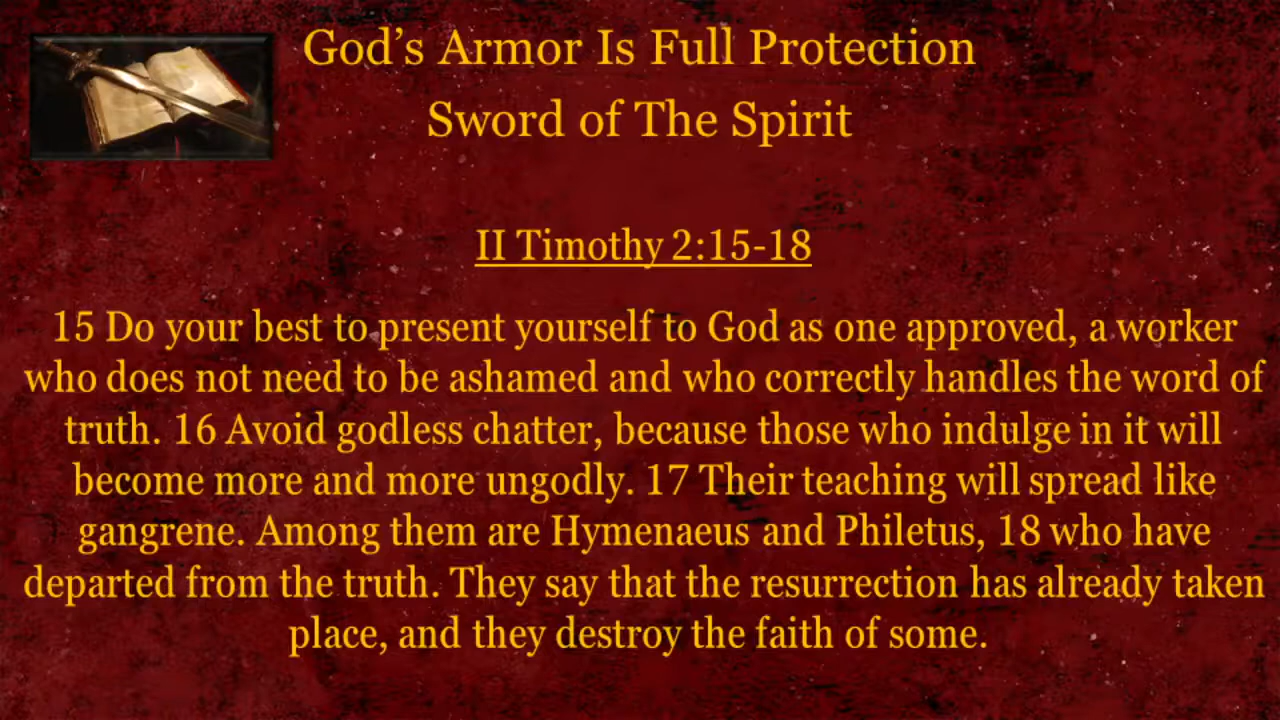 God’s Armor Is Full Protection
Sword of The Spirit
II Timothy 2:15-18
15 Do your best to present yourself to God as one approved, a worker
who does not need to be ashamed and who correctly handles the word of
truth. 16 Avoid godless chatter, because those who indulge in it will
become more and more ungodly. 17 Their teaching will spread like
gangrene. Among them are Hymenaeus and Philetus, 18 who have
departed from the truth. They say that the resurrection has already taken
place, and they destroy the faith of some.